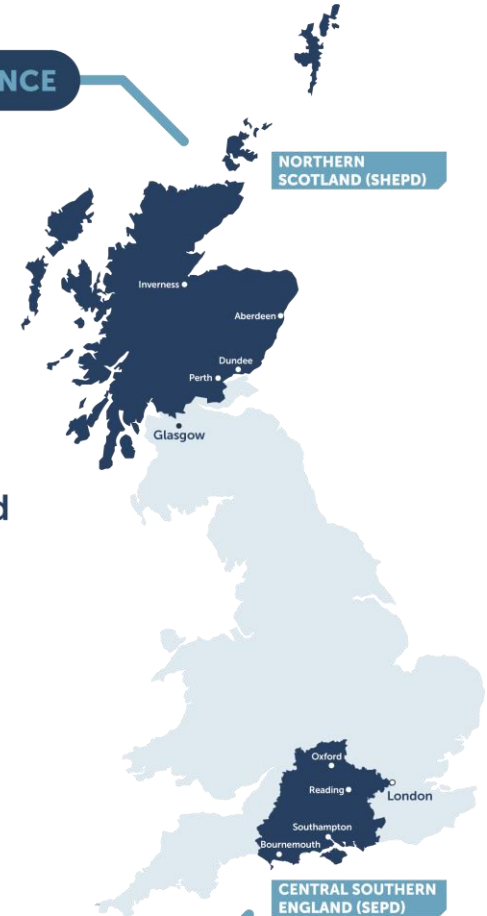 NCE
NORTHERN
SCOTLAND (SHEPD)
Inverness
Aberdeen
Dundee
Perth
Glasgow
d
Oxford
Reading
London
Southampton
Bournemouth
CENTRAL SOUTHERN
ENGLAND (SEPD)